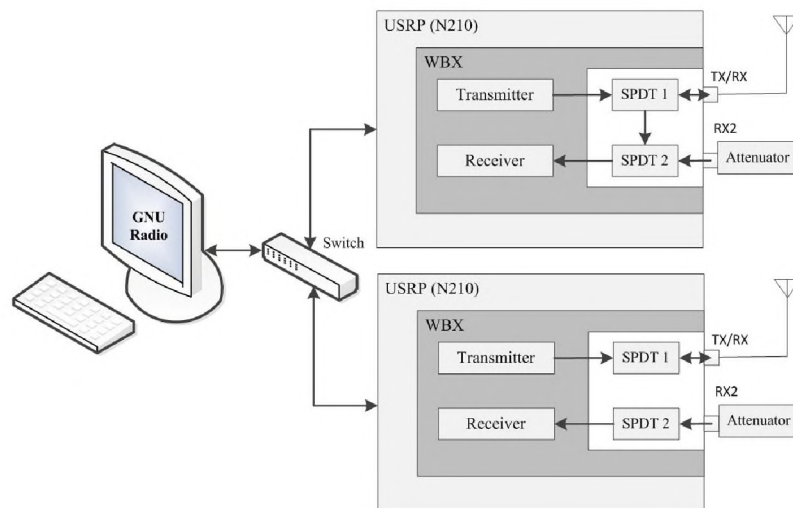 USRP (N210)
WBX
Transmitter
SPDT 1
TX/RX
Receiver
SPDT 2
RX2
Attenuator
GNU
Radio
Switch
USRP (N210)
WBX
Transmitter
SPDT 1
TX/RX
Receiver
SPDT 2
RX2
Attenuator